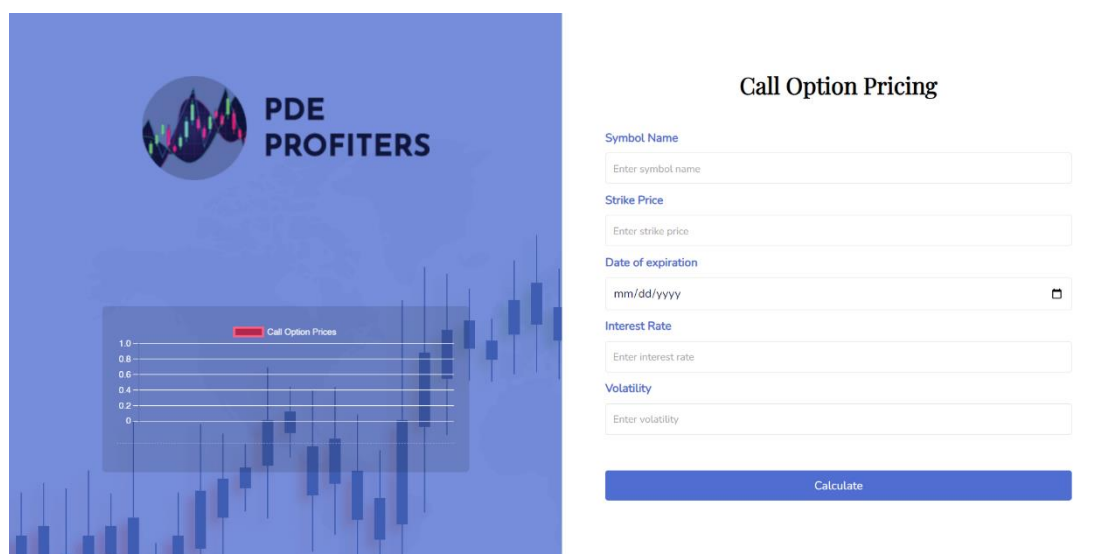 PDE
PROFITERS
Call Option Prices
1.0
0.8
0.6
0.4
0.2
0
Call Option Pricing
Symbol Name
Enter symbol name
Strike Price
Enter strike price
Date of expiration
mm/dd/yyyy
Interest Rate
Enter interest rate
Volatility
Enter volatility
Calculate